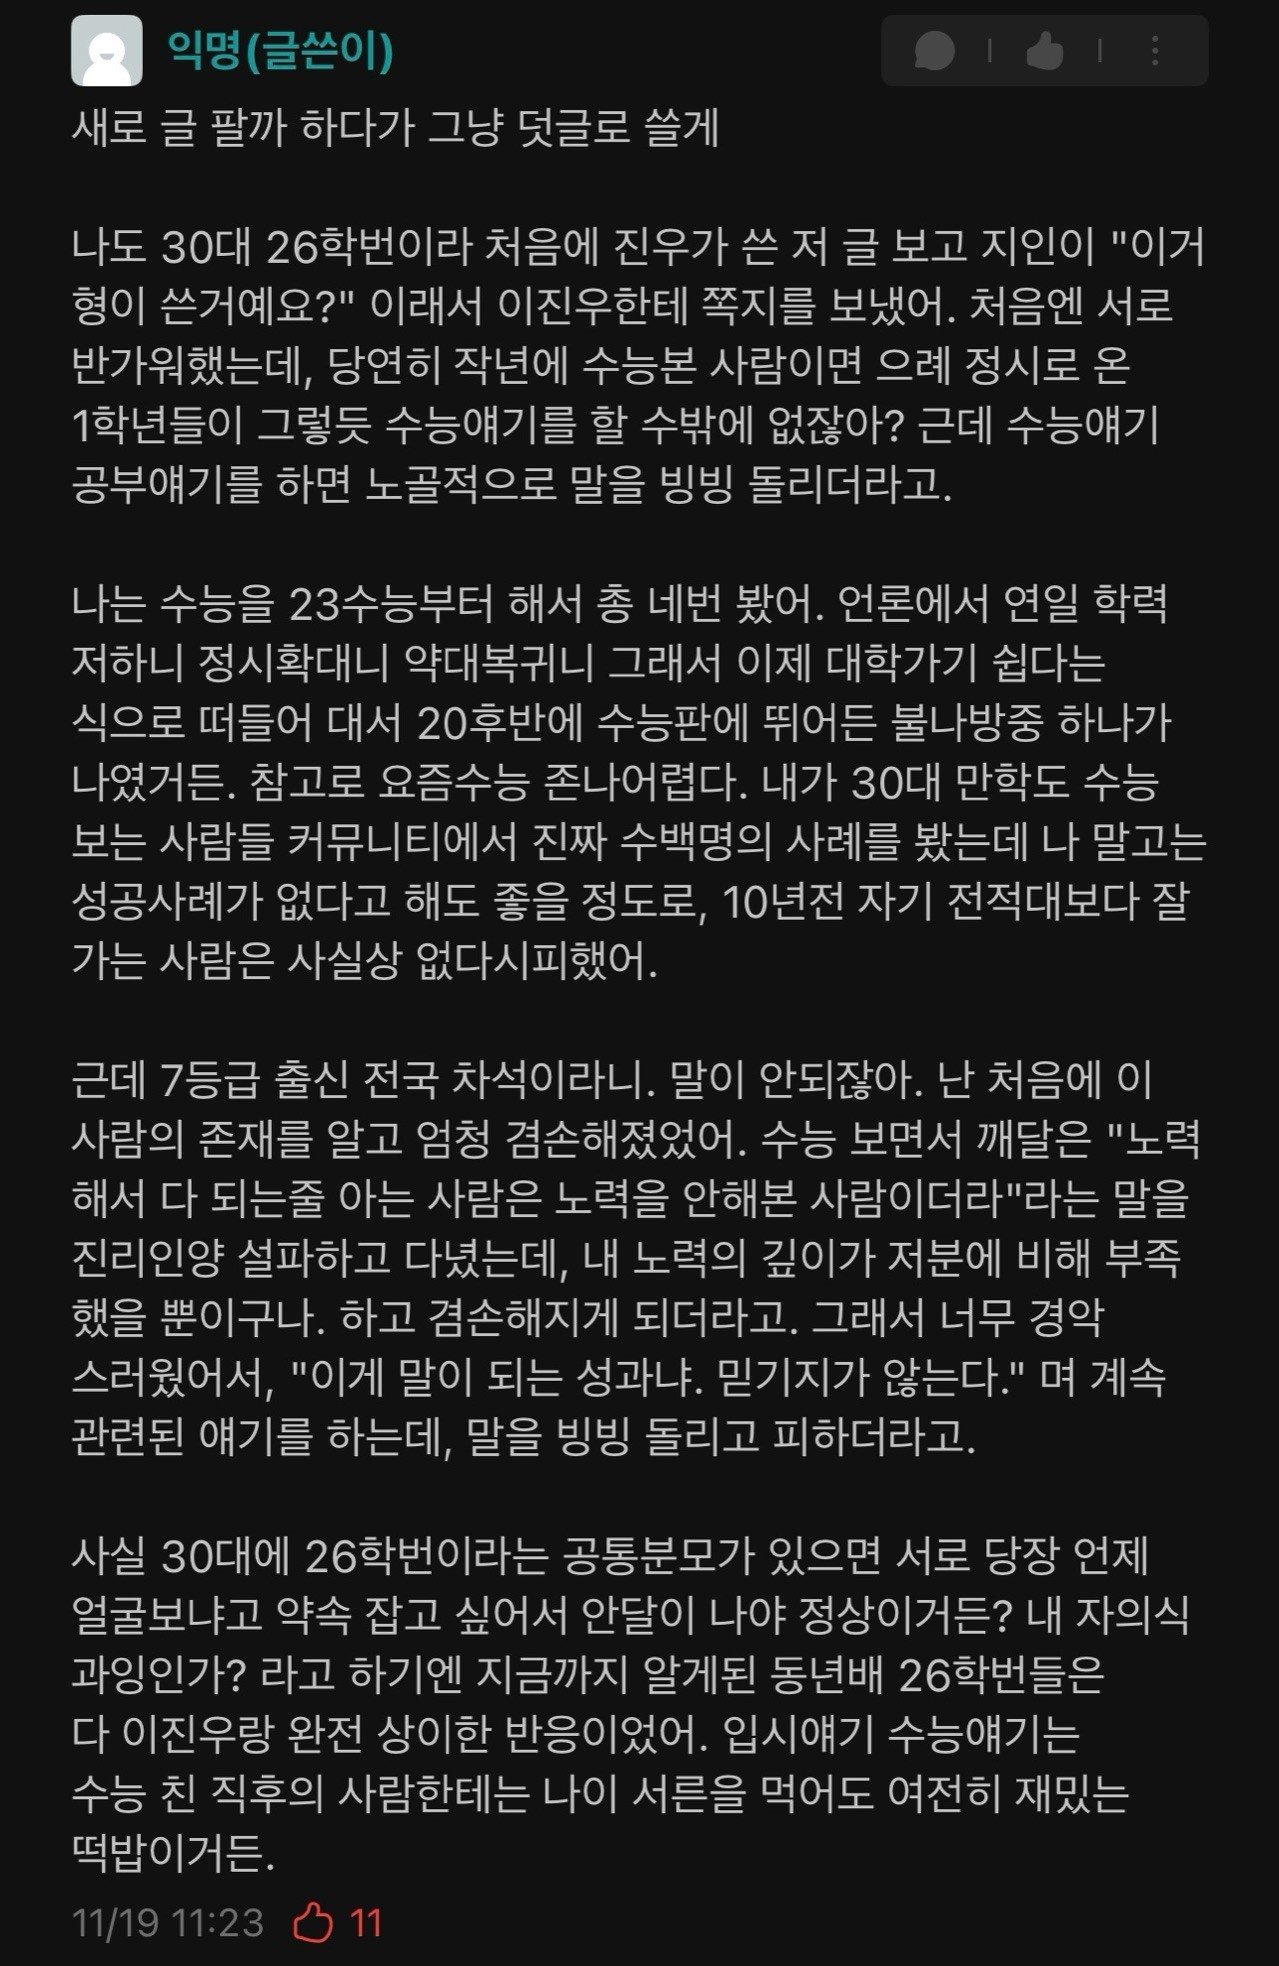 익명(글쓴이)
새로 글 팔까 하다가 그냥 덧글로 쓸게
나도 30대 26학번이라 처음에 진우가 쓴 저 글 보고 지인이 "이거
형이 쓴거예요?" 이래서 이진우한테 쪽지를 보냈어. 처음엔 서로
반가워했는데, 당연히 작년에 수능본 사람이면 으례 정시로 온
1학년들이 그렇듯 수능얘기를 할 수밖에 없잖아? 근데 수능얘기
공부얘기를 하면 노골적으로 말을 빙빙 돌리더라고.
나는 수능을 23수능부터 해서 총 네번 봤어. 언론에서 연일 학력
저하니 정시확대니 약대복귀니 그래서 이제 대학가기 쉽다는
식으로 떠들어 대서 20후반에 수능판에 뛰어든 불나방중 하나가
나였거든. 참고로 요즘수능 존나어렵다. 내가 30대 만학도 수능
보는 사람들 커뮤니티에서 진짜 수백명의 사례를 봤는데 나 말고는
성공사례가 없다고 해도 좋을 정도로, 10년전 자기 전적대보다 잘
가는 사람은 사실상 없다시피했어.
근데 7등급 출신 전국 차석이라니. 말이 안되잖아. 난 처음에 이
사람의 존재를 알고 엄청 겸손해졌었어. 수능 보면서 깨달은 "노력
해서 다 되는줄 아는 사람은 노력을 안해본 사람이더라"라는 말을
진리인양 설파하고 다녔는데, 내 노력의 깊이가 저분에 비해 부족
했을 뿐이구나. 하고 겸손해지게 되더라고. 그래서 너무 경악
스러웠어서, "이게 말이 되는 성과냐. 믿기지가 않는다." 며 계속
관련된 얘기를 하는데, 말을 빙빙 돌리고 피하더라고.
사실 30대에 26학번이라는 공통분모가 있으면 서로 당장 언제
얼굴보냐고 약속 잡고 싶어서 안달이 나야 정상이거든? 내 자의식
과잉인가? 라고 하기엔 지금까지 알게된 동년배 26학번들은
다 이진우랑 완전 상이한 반응이었어. 입시얘기 수능얘기는
수능 친 직후의 사람한테는 나이 서른을 먹어도 여전히 재밌는
떡밥이거든.
11/19 11:23 11